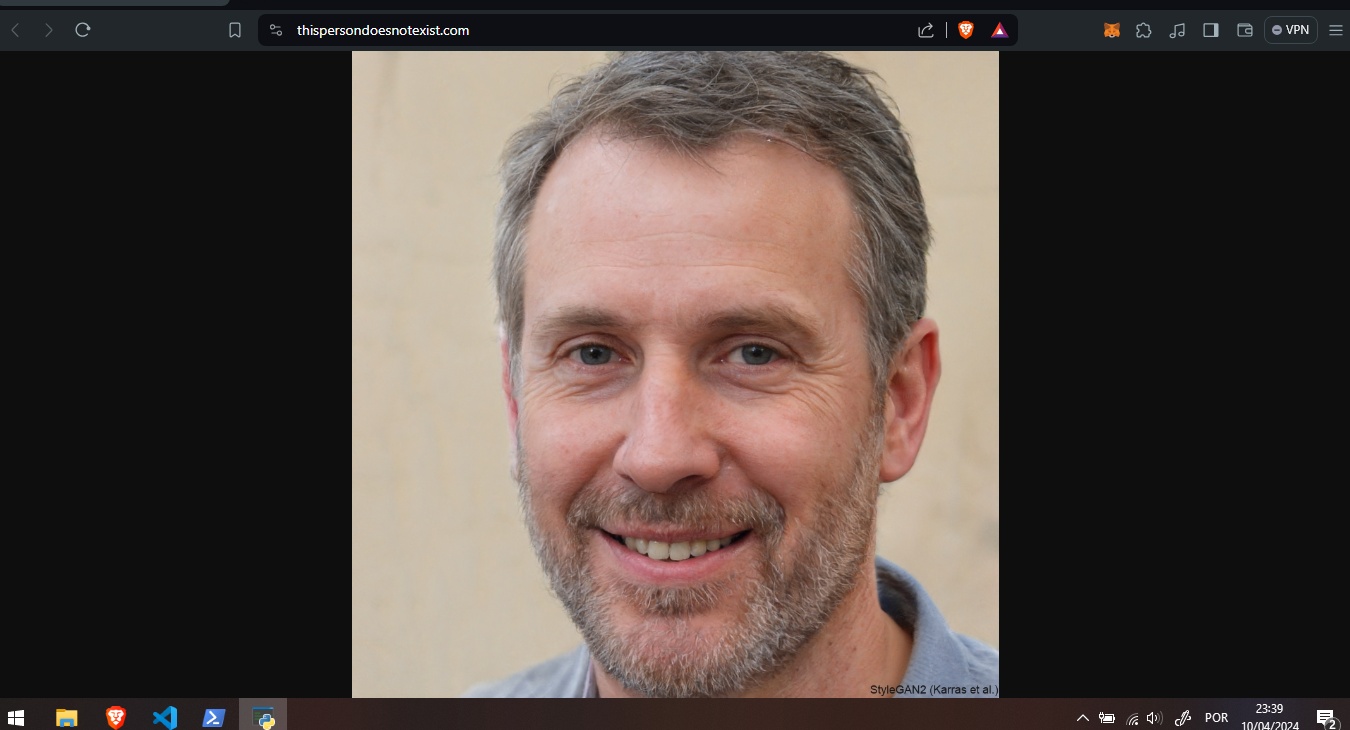 thispersondoesnotexist.com
VPN
StyleGAN2 (Karras et al.)
POR
23:39
10/04/2024
2